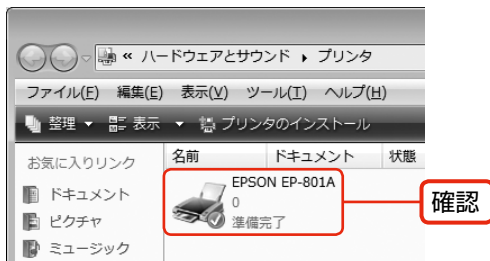 « ハードウェアとサウンド ▸ プリンタ
ファイル(F) 編集(E) 表示(V) ツール(T) ヘルプ(H)
整理 ▼ 表示 ▼ プリンタのインストール
お気に入りリンク
ドキュメント
ピクチャ
ミュージック
名前 ドキュメント 状態
EPSON EP-801A
0
準備完了
確認